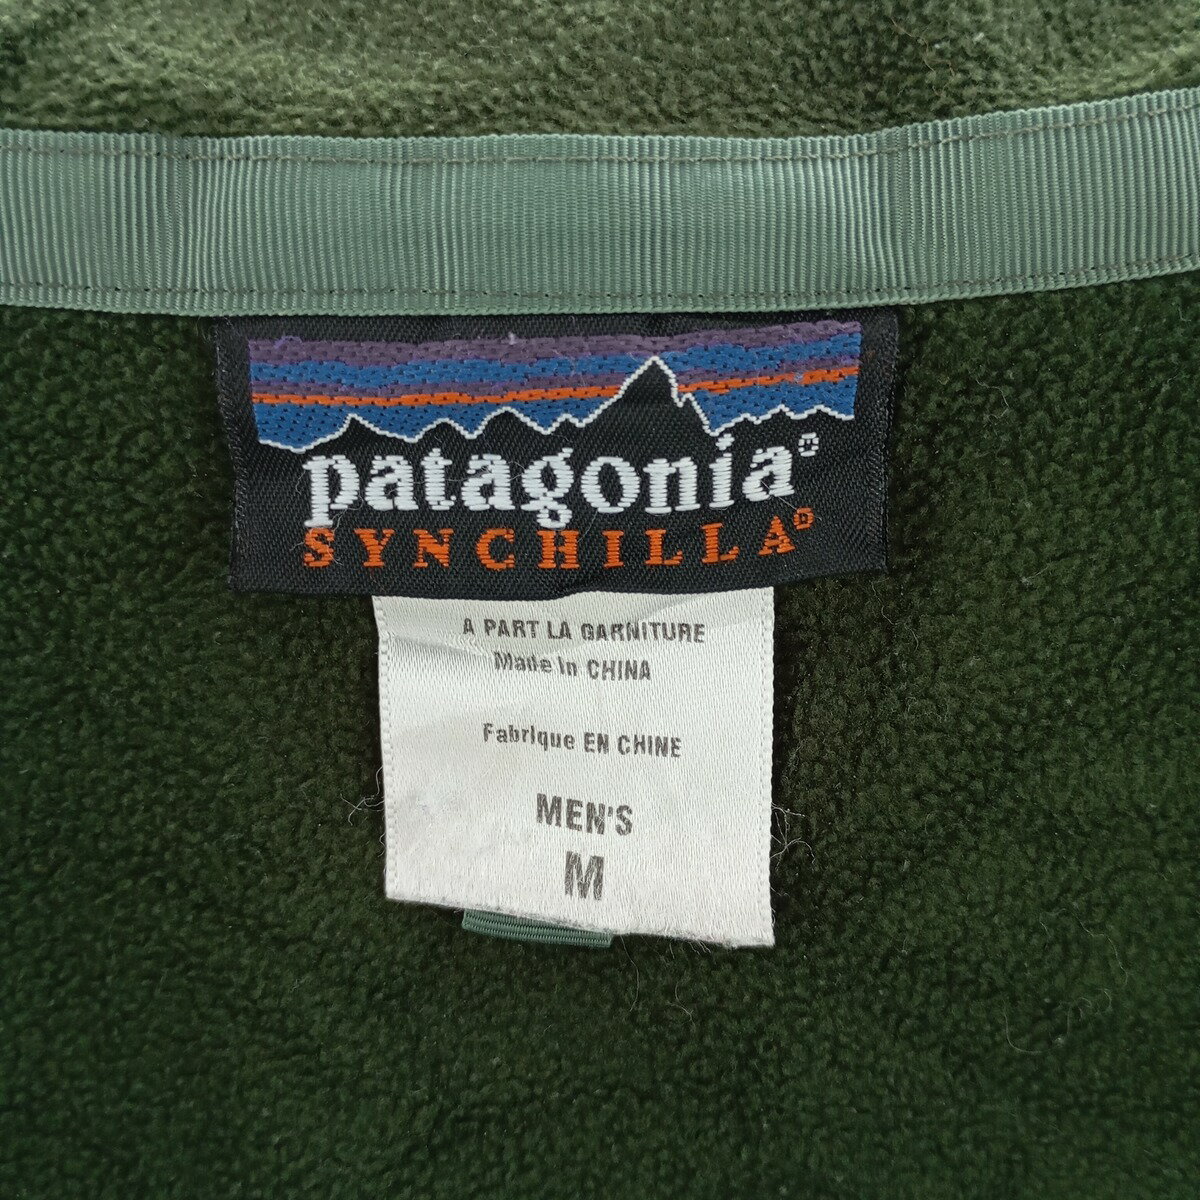 patagonia®
SYNCHILLA®
A PART LA GARNITURE
Made in CHINA
Fabrique EN CHINE
MEN'S
M